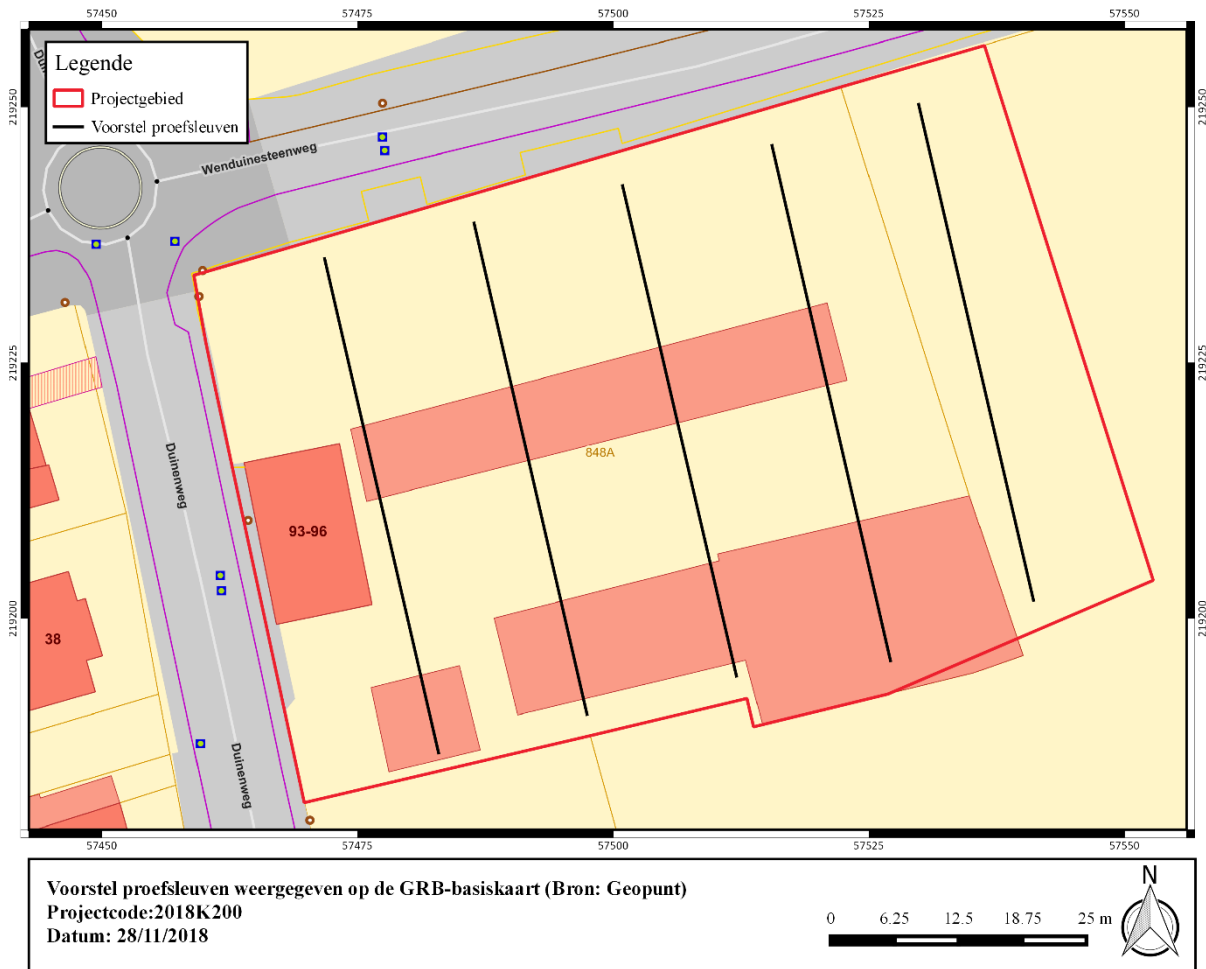 57450 57475 57500 57525 57550
Legende
Projectgebied
Voorstel proefsleuven
219250
219250
Wenduinesteenweg
219225
219225
848A
Duinenweg
93-96
219200
219200
38
Duinenweg
57450 57475 57500 57525 57550
Voorstel proefsleuven weergegeven op de GRB-basiskaart (Bron: Geopunt)
Projectcode:2018K200
Datum: 28/11/2018
N
0 6.25 12.5 18.75 25 m